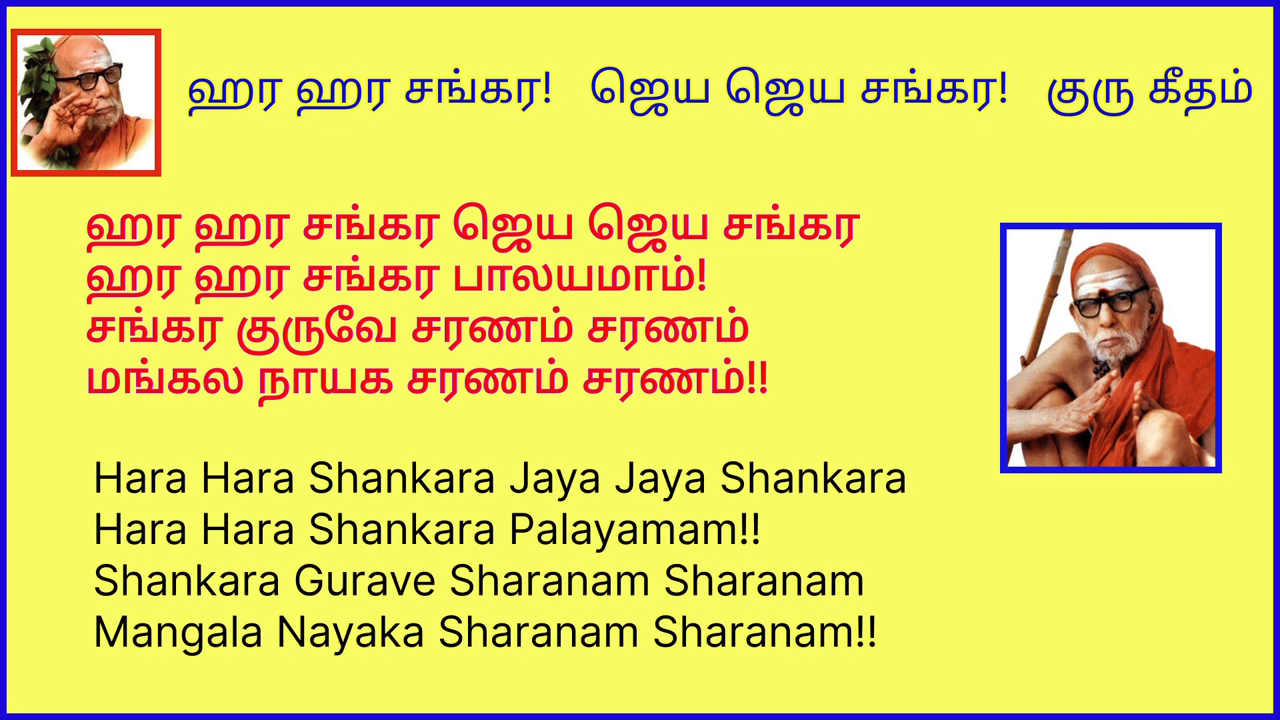 ஹர ஹர சங்கர! ஜெய ஜெய சங்கர! குரு கீதம்
ஹர ஹர சங்கர ஜெய ஜெய சங்கர
ஹர ஹர சங்கர பாலயமாம்!
சங்கர குருவே சரணம் சரணம்
மங்கல நாயக சரணம் சரணம்!!
Hara Hara Shankara Jaya Jaya Shankara
Hara Hara Shankara Palayamam!!
Shankara Gurave Sharanam Sharanam
Mangala Nayaka Sharanam Sharanam!!